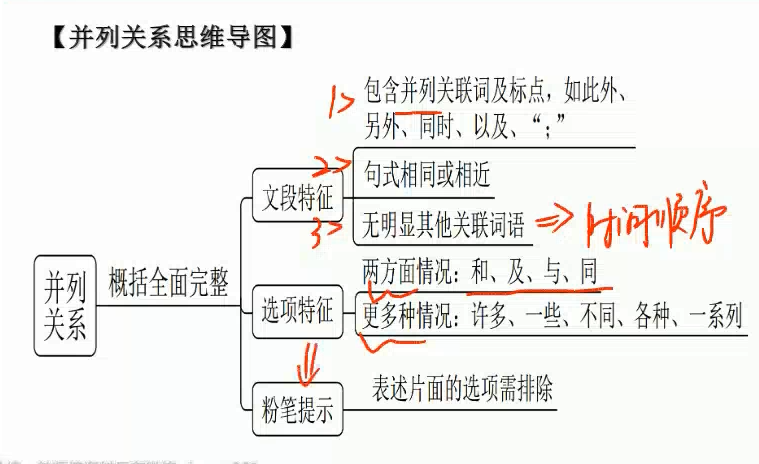 【并列关系思维导图】
1> 包含并列关联词及标点，如此外、
另外、同时、以及、“；”
2>
句式相同或相近
文段特征
3> 无明显其他关联词语 => 时间顺序
并列
关系
概括全面完整
两方面情况：和、及、与、同
选项特征
更多种情况：许多、一些、不同、各种、一系列
粉笔提示
表述片面的选项需排除